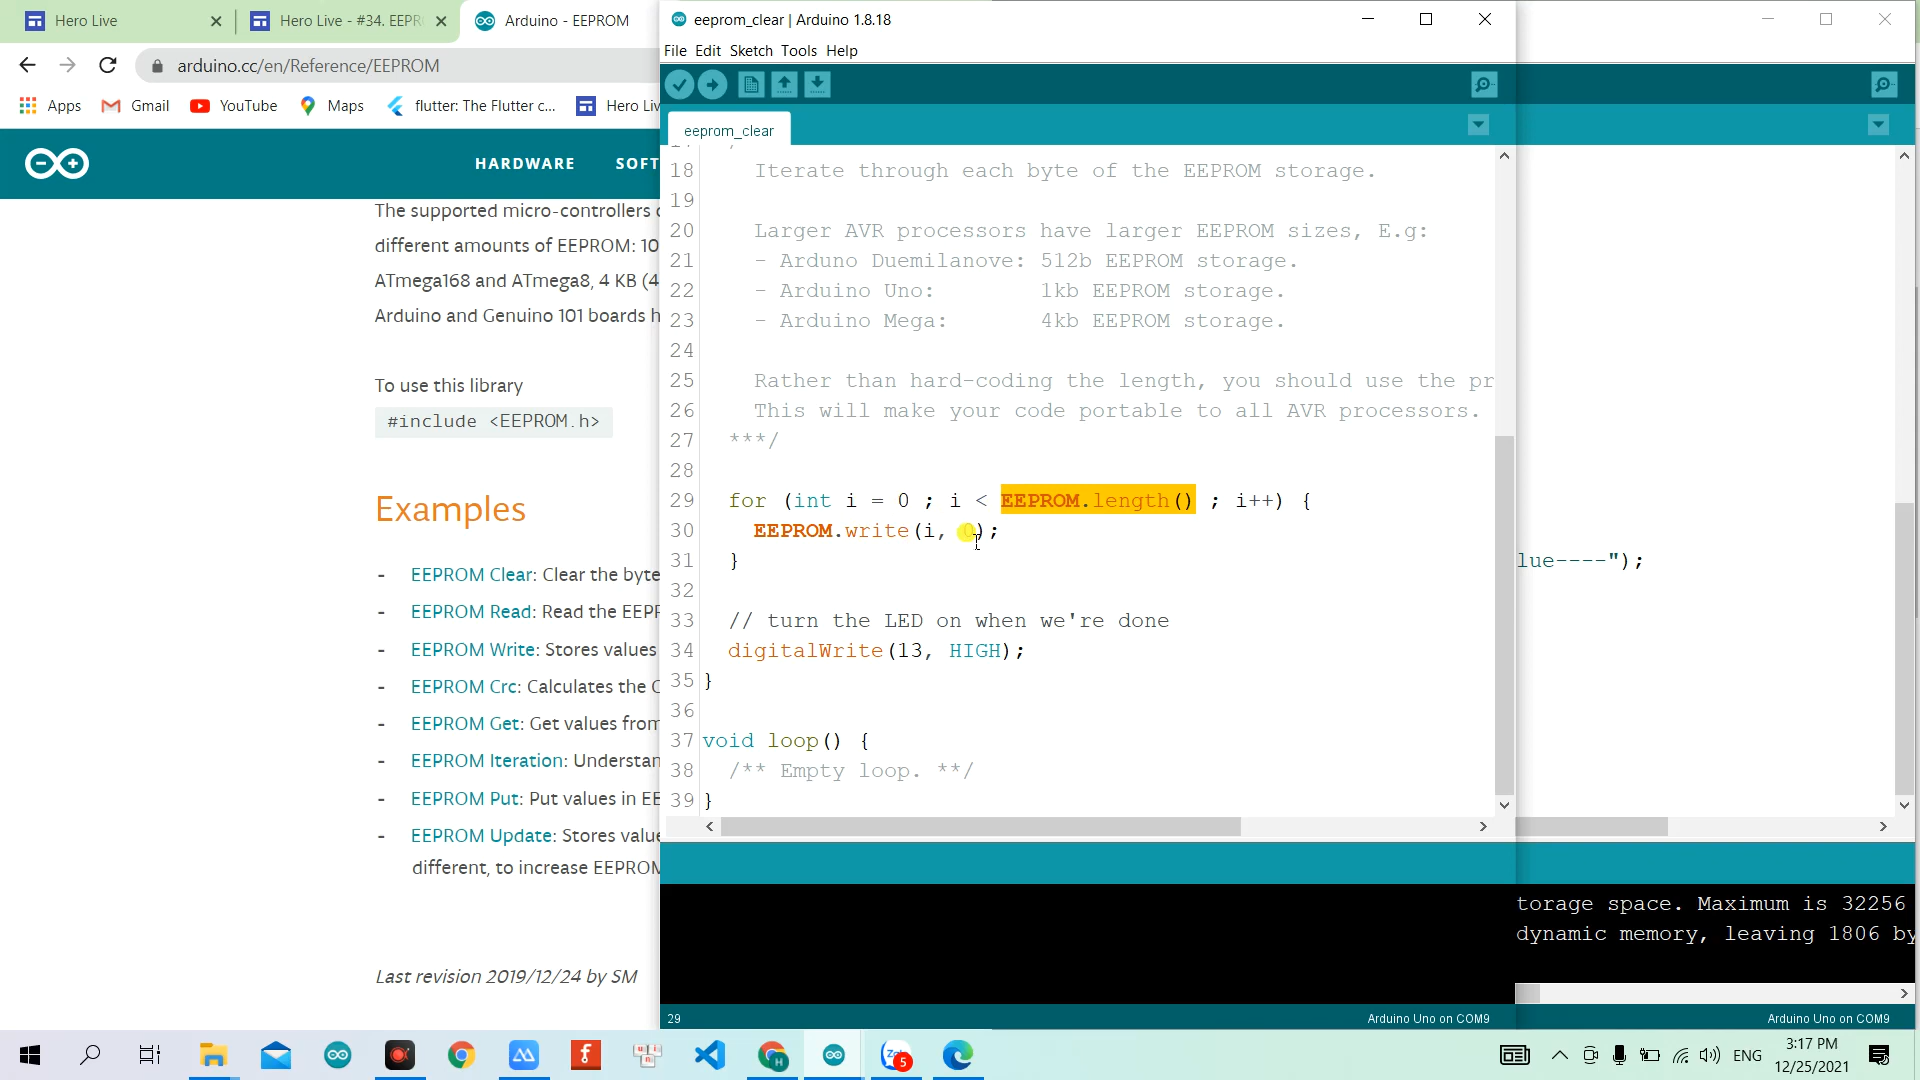 Hero Live
Hero Live - #34. EEPR
Arduino - EEPROM
arduino.cc/en/Reference/EEPROM
Apps
Gmail
YouTube
Maps
flutter: The Flutter c...
Hero Liv
HARDWARE
SOFT
The supported micro-controllers
different amounts of EEPROM: 10
ATmega168 and ATmega8, 4 KB (4
Arduino and Genuino 101 boards h
To use this library
#include <EEPROM.h>
Examples
- EEPROM Clear: Clear the byte
- EEPROM Read: Read the EEP
- EEPROM Write: Stores values
- EEPROM Crc: Calculates the C
- EEPROM Get: Get values from
- EEPROM Iteration: Understan
- EEPROM Put: Put values in EE
- EEPROM Update: Stores value
different, to increase EEPROM
Last revision 2019/12/24 by SM
eeprom_clear | Arduino 1.8.18
File Edit Sketch Tools Help
eeprom_clear
18 Iterate through each byte of the EEPROM storage.
19
20 Larger AVR processors have larger EEPROM sizes, E.g:
21 - Arduno Duemilanove: 512b EEPROM storage.
22 - Arduino Uno: 1kb EEPROM storage.
23 - Arduino Mega: 4kb EEPROM storage.
24
25 Rather than hard-coding the length, you should use the pr
26 This will make your code portable to all AVR processors.
27 ***/
28
29 for (int i = 0 ; i < EEPROM.length() ; i++) {
30 EEPROM.write(i, 0);
31 }
32
33 // turn the LED on when we're done
34 digitalWrite(13, HIGH);
35 }
36
37 void loop() {
38 /** Empty loop. **/
39 }
29
Arduino Uno on COM9
lue----");
torage space. Maximum is 32256
dynamic memory, leaving 1806 by
Arduino Uno on COM9
5
ENG
3:17 PM
12/25/2021